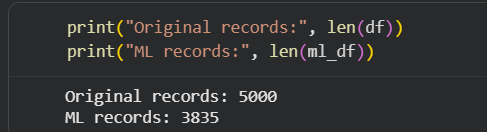 print("Original records:", len(df))
print("ML records:", len(ml_df))
Original records: 5000
ML records: 3835